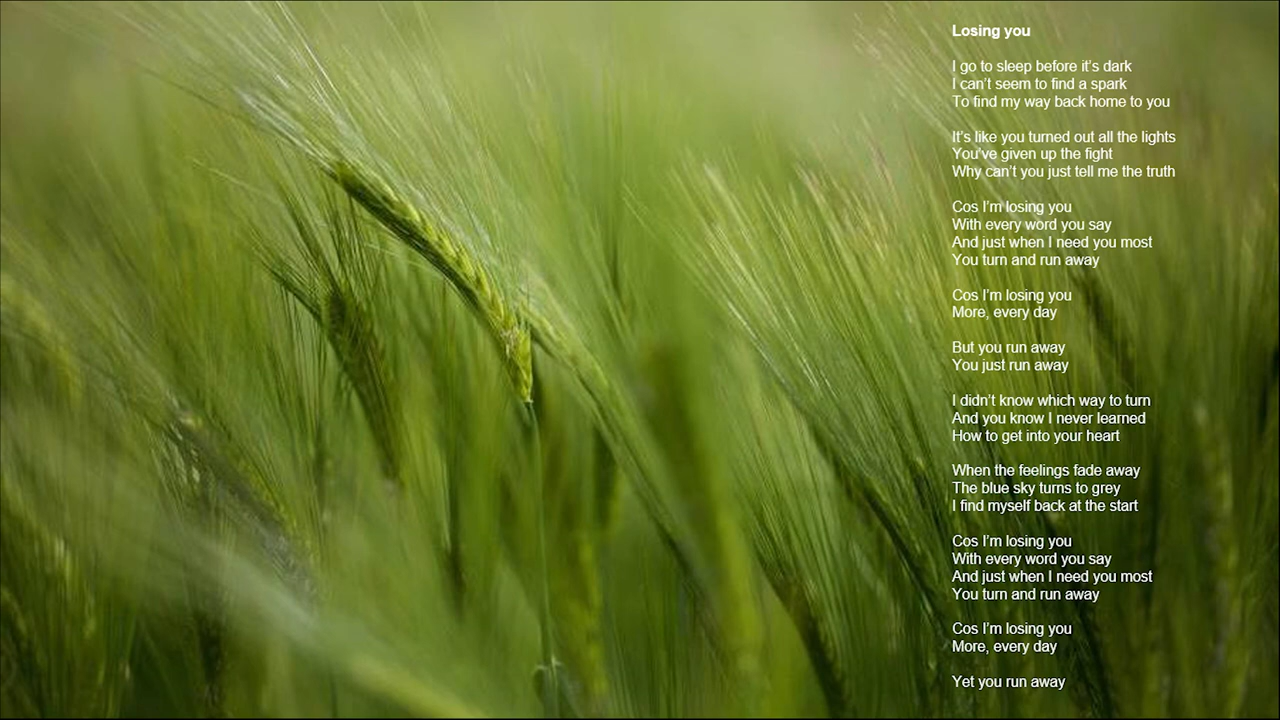 Losing you
I go to sleep before it’s dark
I can’t seem to find a spark
To find my way back home to you
It’s like you turned out all the lights
You’ve given up the fight
Why can’t you just tell me the truth
Cos I’m losing you
With every word you say
And just when I need you most
You turn and run away
Cos I’m losing you
More, every day
But you run away
You just run away
I didn’t know which way to turn
And you know I never learned
How to get into your heart
When the feelings fade away
The blue sky turns to grey
I find myself back at the start
Cos I’m losing you
With every word you say
And just when I need you most
You turn and run away
Cos I’m losing you
More, every day
Yet you run away